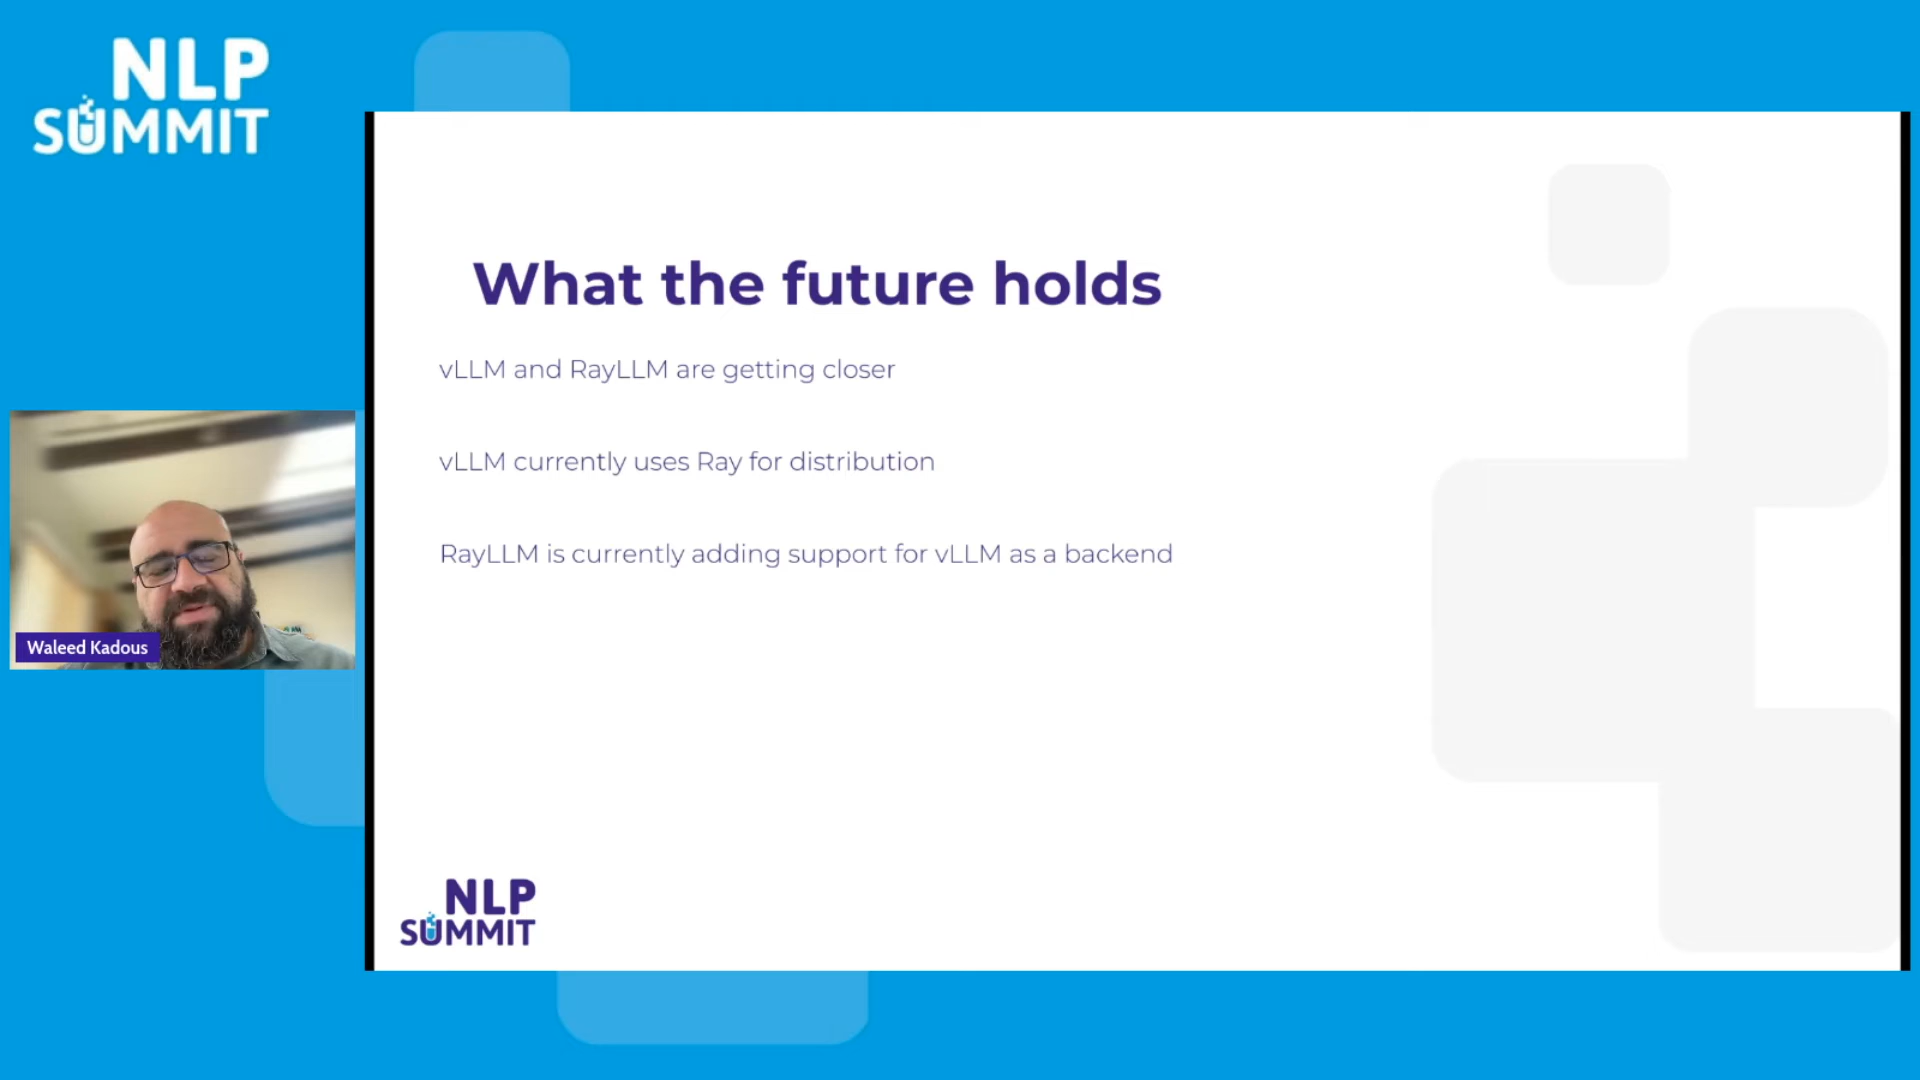 NLP
SUMMIT
What the future holds
vLLM and RayLLM are getting closer
vLLM currently uses Ray for distribution
RayLLM is currently adding support for vLLM as a backend
Waleed Kadous
NLP
SUMMIT